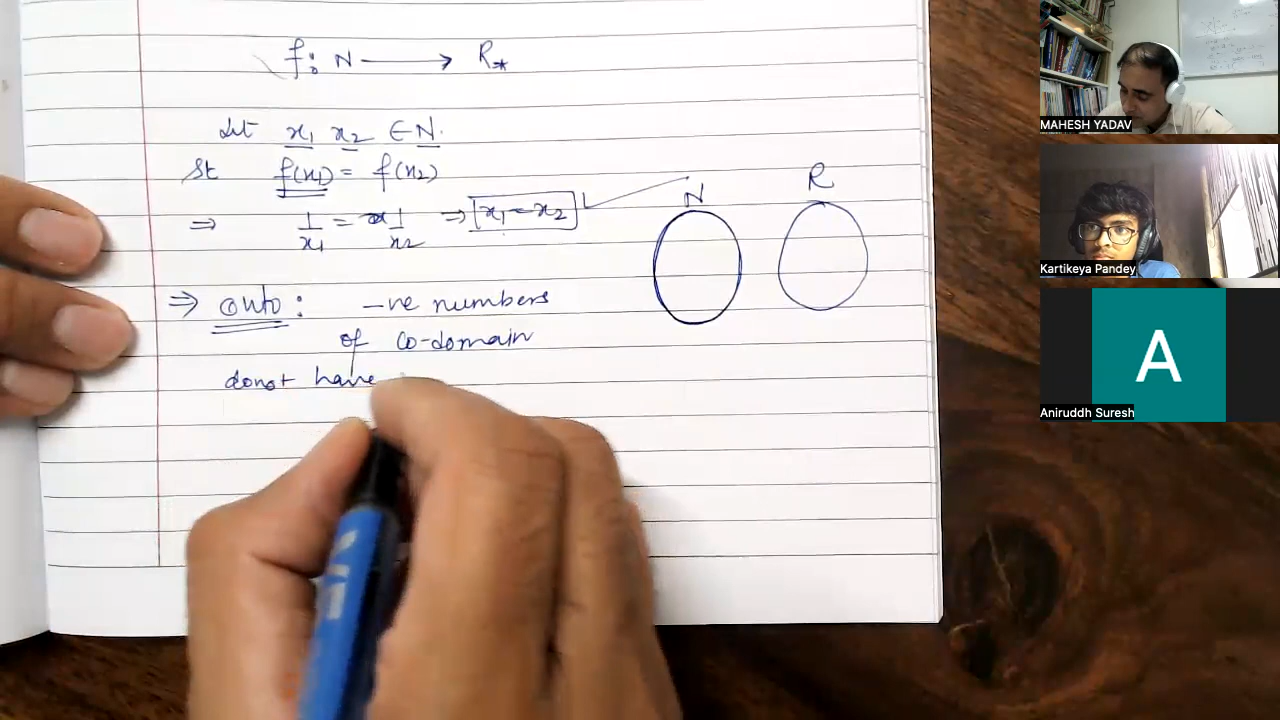 f: N → R*
Let x₁ x₂ ∈ N.
St f(x₁) = f(x₂)
⇒ 1/x₁ = 1/x₂ ⇒ x₁ = x₂
N R
⇒ onto: -ve numbers
of co-domain
donot have
MAHESH YADAV
Kartikeya Pandey
A
Aniruddh Suresh